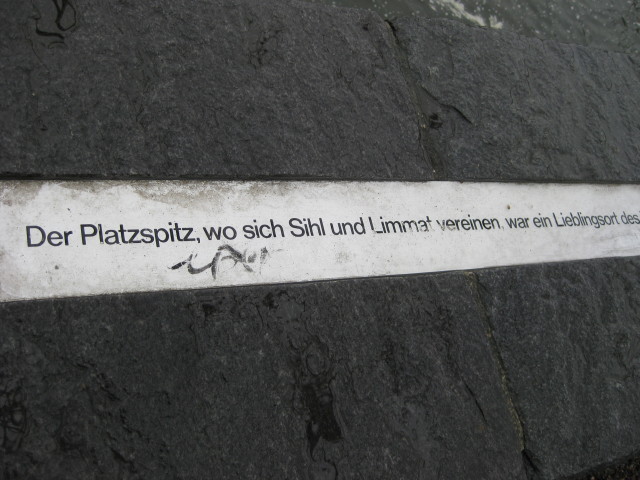 Der Platzspitz, wo sich Sihl und Limmat vereinen, war ein Lieblingsort des